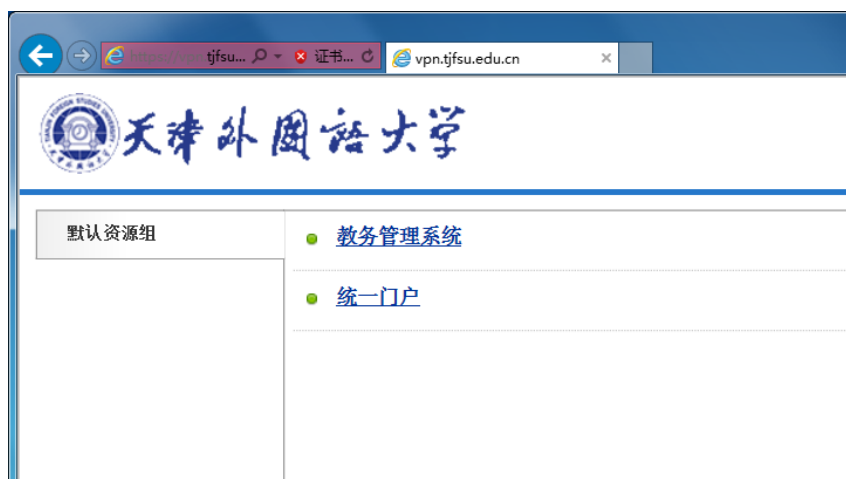 tjfsu... 证书... vpn.tjfsu.edu.cn
天津外国语大学
默认资源组
教务管理系统
统一门户